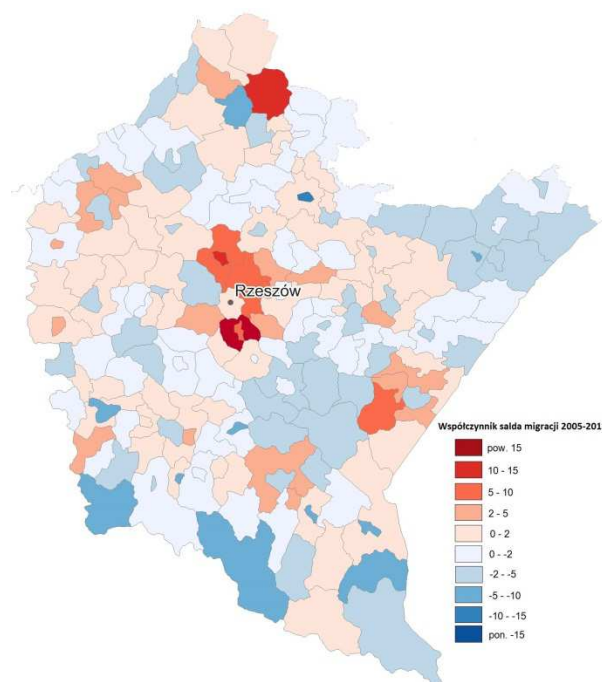 Rzeszów
Współczynnik salda migracji 2005-201
pow. 15
10 - 15
5 - 10
2 - 5
0 - 2
0 - -2
-2 - -5
-5 - -10
-10 - -15
pon. -15